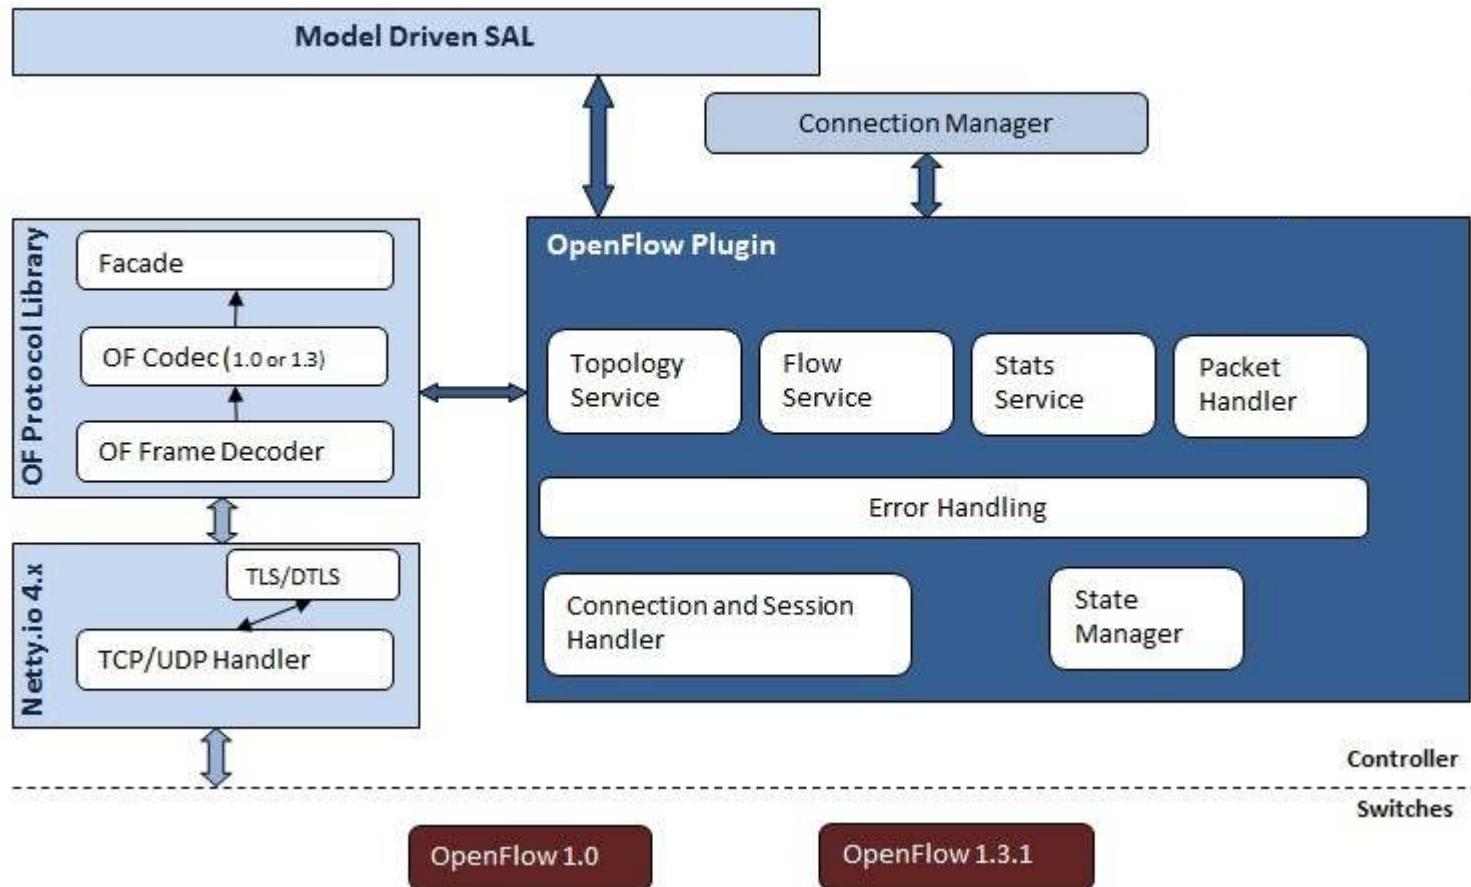 Model Driven SAL
Connection Manager
OF Protocol Library
Facade
OF Codec (1.0 or 1.3)
OF Frame Decoder
Netty.io 4.x
TLS/DTLS
TCP/UDP Handler
OpenFlow Plugin
Topology
Service
Flow
Service
Stats
Service
Packet
Handler
Error Handling
Connection and Session
Handler
State
Manager
Controller
Switches
OpenFlow 1.0
OpenFlow 1.3.1